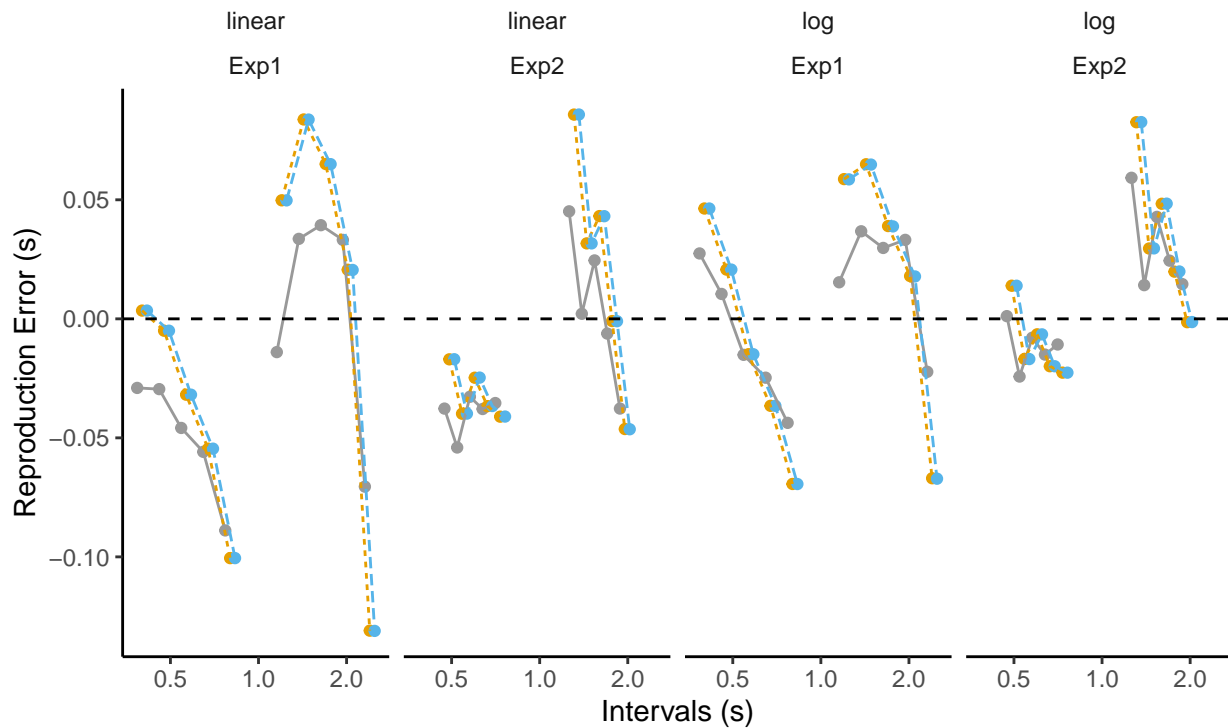 linear linear log log
Exp1 Exp2 Exp1 Exp2
Reproduction Error (s)
0.05
0.00
−0.05
−0.10
0.5 1.0 2.0 0.5 1.0 2.0 0.5 1.0 2.0 0.5 1.0 2.0
Intervals (s)